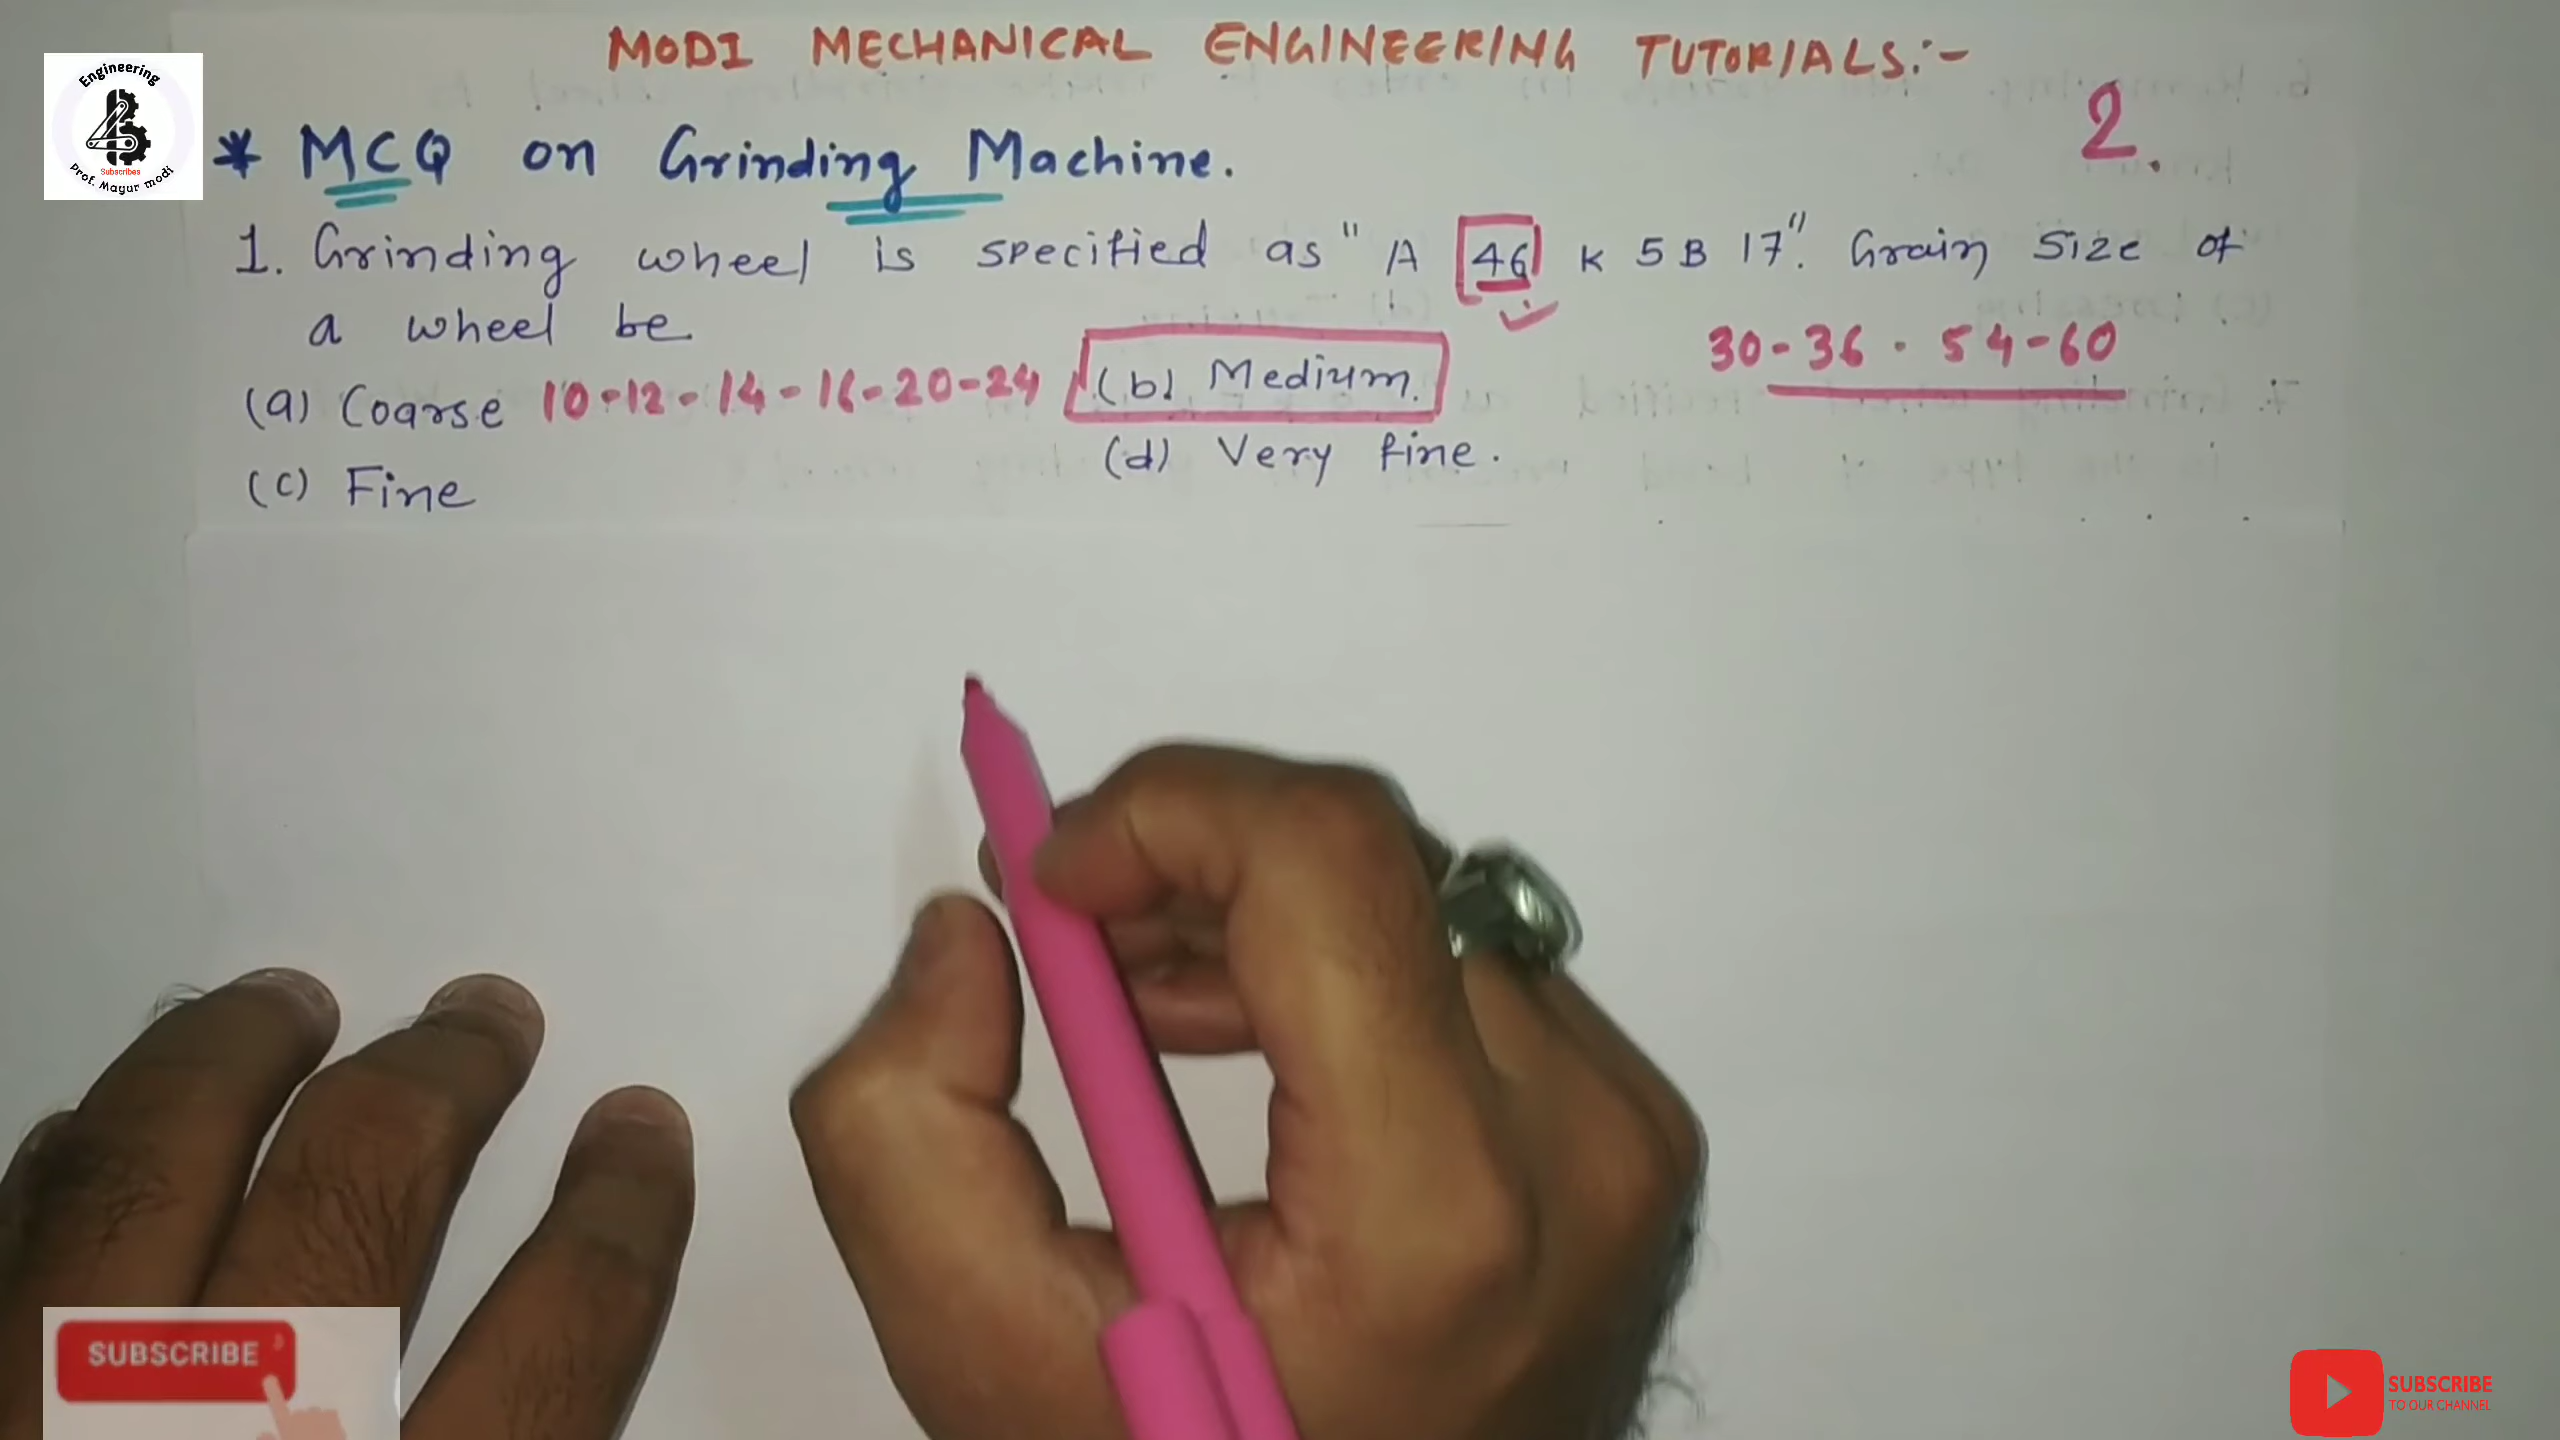 MODI MECHANICAL ENGINEERING TUTORIALS:-
Engineering
Subscribes
Prof. Mayur modi
2.
* MCQ on Grinding Machine.
1. Grinding wheel is specified as "A 46 K 5 B 17". Grain Size of
a wheel be
30-36 - 54-60
(a) Coarse 10-12-14-16-20-24 (b) Medium.
(c) Fine (d) Very fine.
SUBSCRIBE
SUBSCRIBE
TO OUR CHANNEL